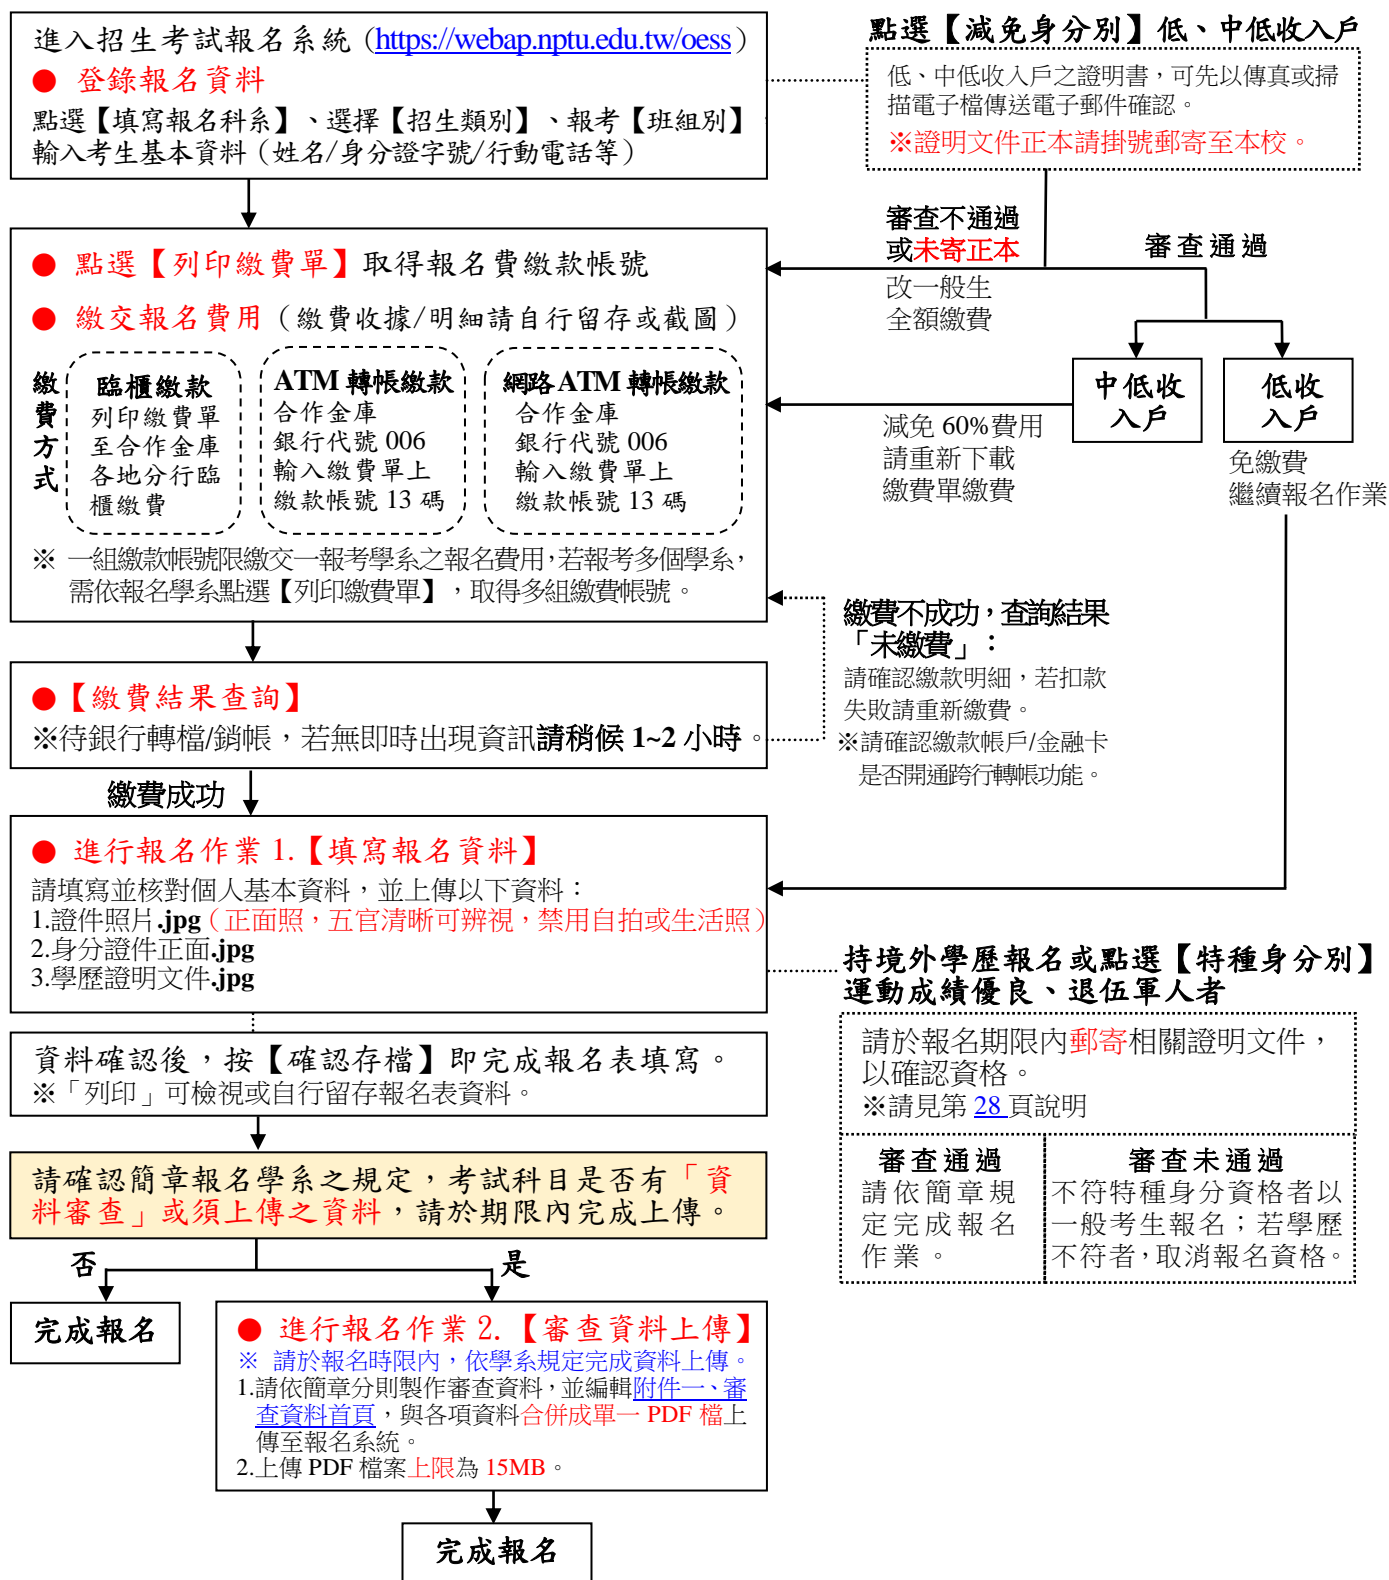 進入招生考試報名系統（https://webap.nptu.edu.tw/oess）
● 登錄報名資料
點選【填寫報名科系】、選擇【招生類別】、報考【班組別】
輸入考生基本資料（姓名/身分證字號/行動電話等）
點選【減免身分別】低、中低收入戶
低、中低收入戶之證明書，可先以傳真或掃
描電子檔傳送電子郵件確認。
※證明文件正本請掛號郵寄至本校。
審查不通過
或未寄正本
改一般生
全額繳費
審查通過
● 點選【列印繳費單】取得報名費繳款帳號
● 繳交報名費用（繳費收據/明細請自行留存或截圖）
繳費方式
臨櫃繳款
列印繳費單
至合作金庫
各地分行臨
櫃繳費
ATM 轉帳繳款
合作金庫
銀行代號 006
輸入繳費單上
繳款帳號 13 碼
網路 ATM 轉帳繳款
合作金庫
銀行代號 006
輸入繳費單上
繳款帳號 13 碼
※ 一組繳款帳號限繳交一報考學系之報名費用，若報考多個學系，
需依報名學系點選【列印繳費單】，取得多組繳費帳號。
中低收
入戶
低收
入戶
減免 60%費用
請重新下載
繳費單繳費
免繳費
繼續報名作業
繳費不成功，查詢結果
「未繳費」：
請確認繳款明細，若扣款
失敗請重新繳費。
※請確認繳款帳戶/金融卡
是否開通跨行轉帳功能。
●【繳費結果查詢】
※待銀行轉檔/銷帳，若無即時出現資訊請稍候 1~2 小時。
繳費成功
● 進行報名作業 1.【填寫報名資料】
請填寫並核對個人基本資料，並上傳以下資料：
1.證件照片.jpg（正面照，五官清晰可辨視，禁用自拍或生活照）
2.身分證件正面.jpg
3.學歷證明文件.jpg
持境外學歷報名或點選【特種身分別】
運動成績優良、退伍軍人者
請於報名期限內郵寄相關證明文件，
以確認資格。
※請見第 28 頁說明
審查通過
請依簡章規
定完成報名
作業。
審查未通過
不符特種身分資格者以
一般考生報名；若學歷
不符者，取消報名資格。
資料確認後，按【確認存檔】即完成報名表填寫。
※「列印」可檢視或自行留存報名表資料。
請確認簡章報名學系之規定，考試科目是否有「資
料審查」或須上傳之資料，請於期限內完成上傳。
否
是
完成報名
● 進行報名作業 2.【審查資料上傳】
※ 請於報名時限內，依學系規定完成資料上傳。
1.請依簡章分則製作審查資料，並編輯附件一、審
查資料首頁，與各項資料合併成單一 PDF 檔上
傳至報名系統。
2.上傳 PDF 檔案上限為 15MB。
完成報名